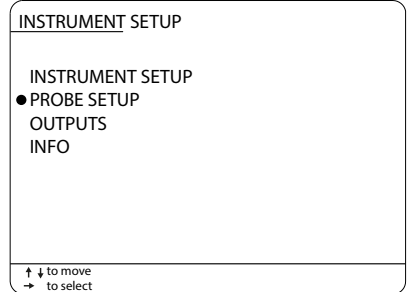 INSTRUMENT SETUP
INSTRUMENT SETUP
● PROBE SETUP
OUTPUTS
INFO
↑ ↓ to move
→ to select